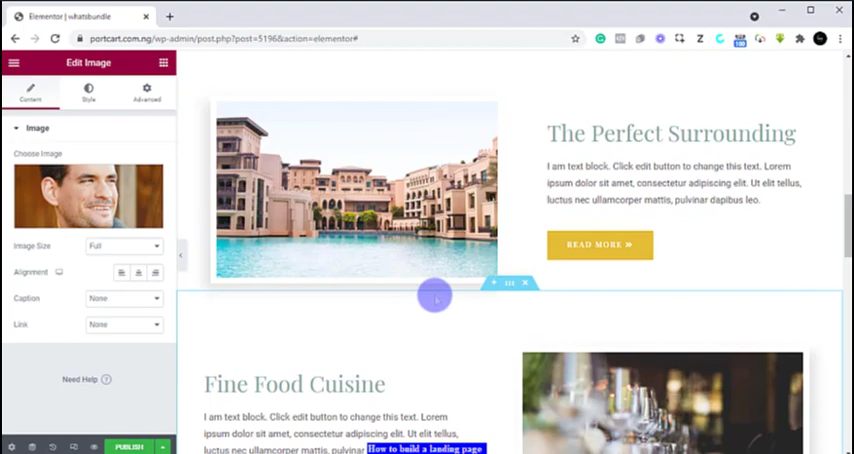 Elementor | whatsbundle
portcart.com.ng/wp-admin/post.php?post=5196&action=elementor#
Edit Image
Content Style Advanced
Image
Choose Image
Image Size Full
Alignment
Caption None
Link None
Need Help
PUBLISH
The Perfect Surrounding
I am text block. Click edit button to change this text. Lorem
ipsum dolor sit amet, consectetur adipiscing elit. Ut elit tellus,
luctus nec ullamcorper mattis, pulvinar dapibus leo.
READ MORE »
Fine Food Cuisine
I am text block. Click edit button to change this text. Lorem
ipsum dolor sit amet, consectetur adipiscing elit. Ut elit tellus,
luctus nec ullamcorper mattis, pulvinar
How to build a landing page